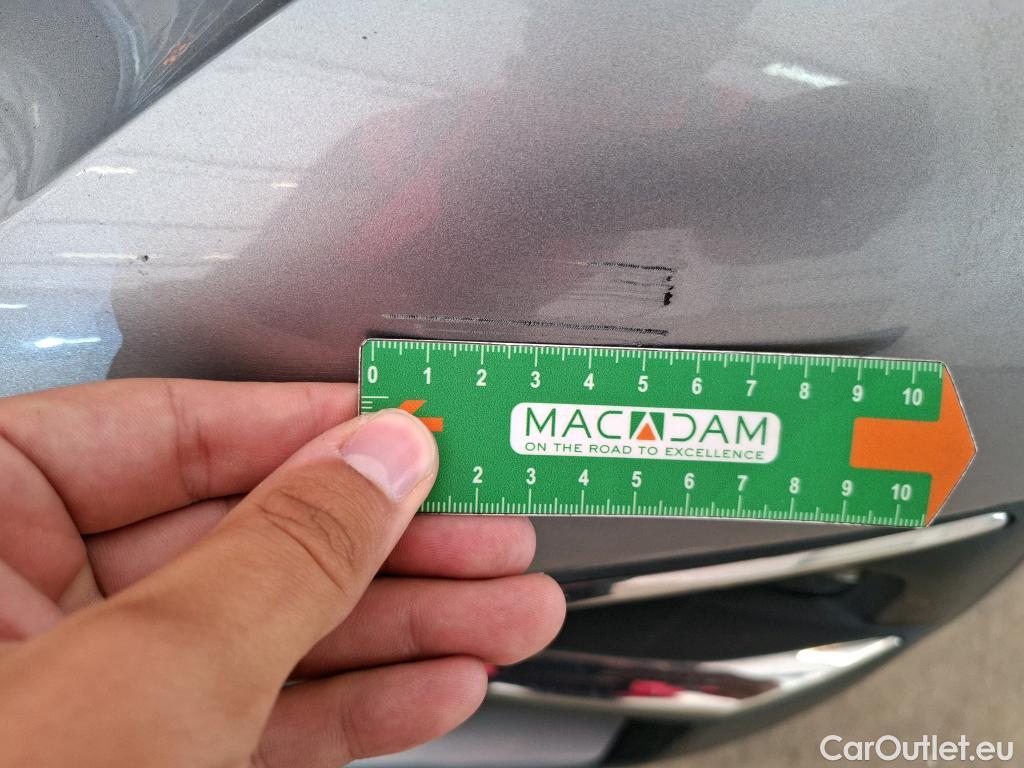 0 1 2 3 4 5 6 7 8 9 10
MACADAM
ON THE ROAD TO EXCELLENCE
2 3 4 5 6 7 8 9 10
CarOutlet.eu